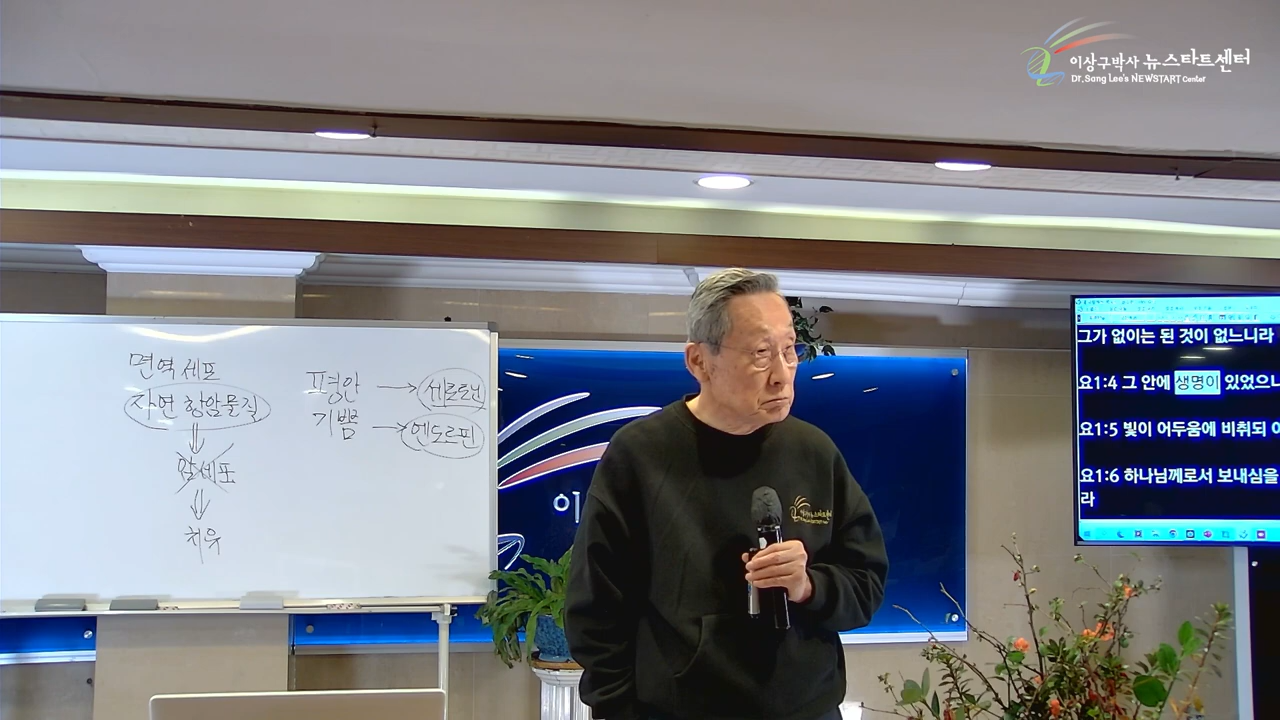 이상구박사 뉴스타트센터
Dr. Sang Lee's NEWSTART Center
면역세포
자연항암물질
암세포
치유
평안 → 세로토닌
기쁨 → 엔도르핀
이
그가 없이는 된 것이 없느니라
요1:4 그 안에 생명이 있었으니
요1:5 빛이 어두움에 비취되
요1:6 하나님께로서 보내심을
라